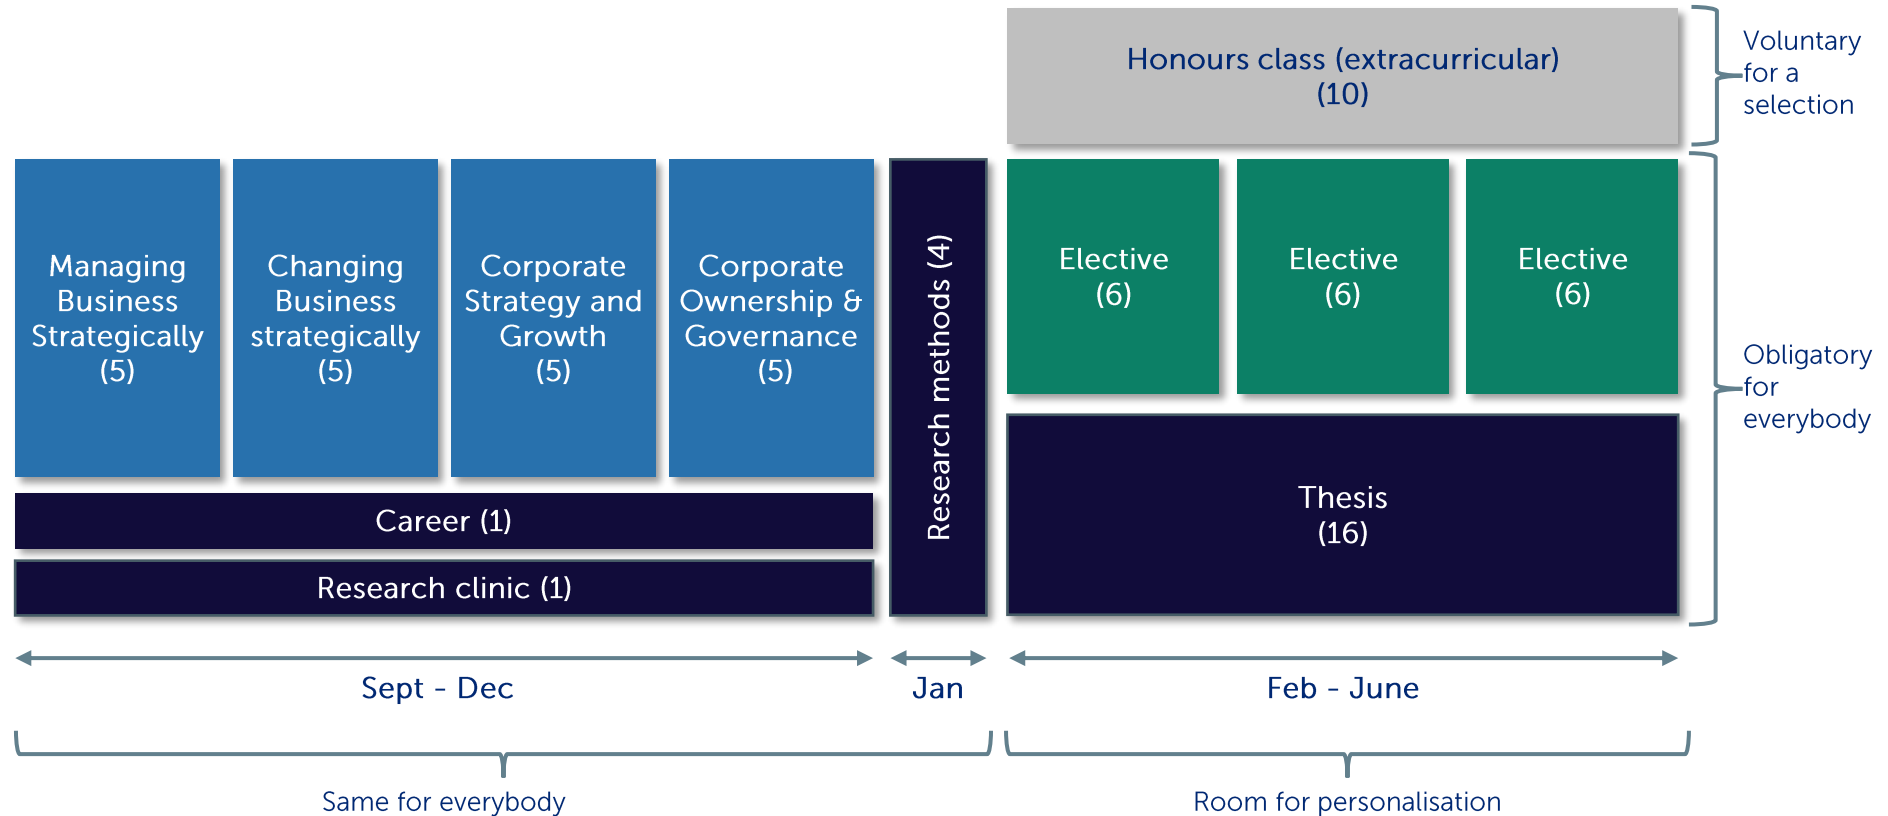 Honours class (extracurricular)
(10)
Voluntary
for a
selection
Managing
Business
Strategically
(5)
Changing
Business
strategically
(5)
Corporate
Strategy and
Growth
(5)
Corporate
Ownership &
Governance
(5)
Research methods (4)
Elective
(6)
Elective
(6)
Elective
(6)
Obligatory
for
everybody
Career (1)
Research clinic (1)
Thesis
(16)
Sept - Dec
Jan
Feb - June
Same for everybody
Room for personalisation